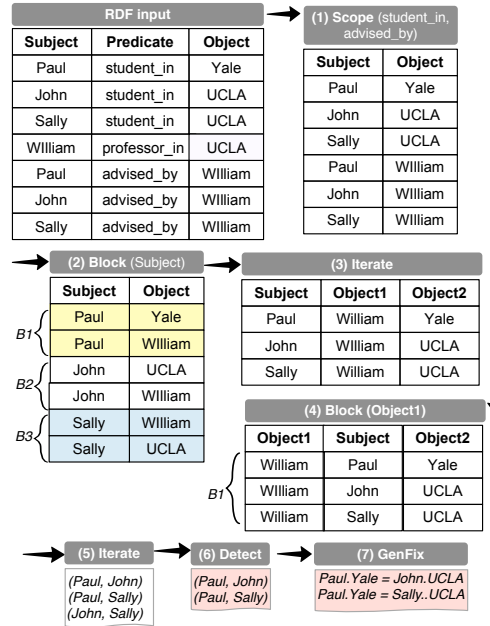 RDF input
Subject Predicate Object
Paul student_in Yale
John student_in UCLA
Sally student_in UCLA
WIlliam professor_in UCLA
Paul advised_by WIlliam
John advised_by WIlliam
Sally advised_by WIlliam
(1) Scope (student_in,
advised_by)
Subject Object
Paul Yale
John UCLA
Sally UCLA
Paul WIlliam
John WIlliam
Sally WIlliam
(2) Block (Subject)
Subject Object
B1
Paul Yale
Paul WIlliam
B2
John UCLA
John WIlliam
B3
Sally WIlliam
Sally UCLA
(3) Iterate
Subject Object1 Object2
Paul William Yale
John WIlliam UCLA
Sally William UCLA
(4) Block (Object1)
Object1 Subject Object2
B1
William Paul Yale
WIlliam John UCLA
William Sally UCLA
(5) Iterate
(Paul, John)
(Paul, Sally)
(John, Sally)
(6) Detect
(Paul, John)
(Paul, Sally)
(7) GenFix
Paul.Yale = John.UCLA
Paul.Yale = Sally..UCLA